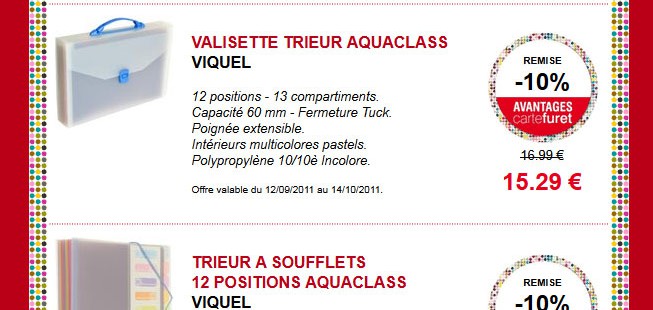 VALISETTE TRIEUR AQUACLASS
VIQUEL
12 positions - 13 compartiments.
Capacité 60 mm - Fermeture Tuck.
Poignée extensible.
Intérieurs multicolores pastels.
Polypropylène 10/10è Incolore.
Offre valable du 12/09/2011 au 14/10/2011.
REMISE
-10%
AVANTAGES
cartefuret
16.99 €
15.29 €
TRIEUR A SOUFFLETS
12 POSITIONS AQUACLASS
VIQUEL
REMISE
-10%